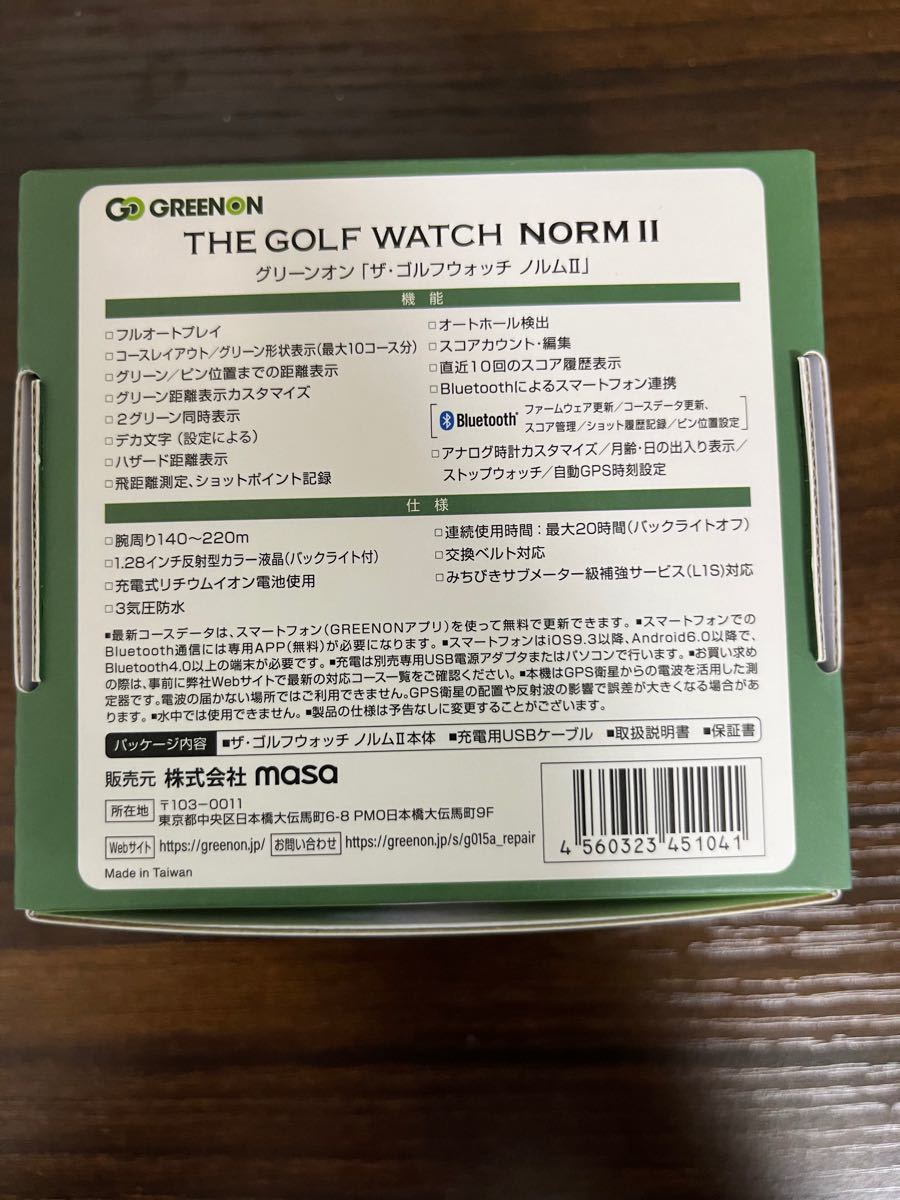 GREENON
THE GOLF WATCH NORM II
グリーンオン「ザ・ゴルフウォッチ ノルムII」
機能
□フルオートプレイ
□コースレイアウト/グリーン形状表示(最大10コース分)
□グリーン/ピン位置までの距離表示
□グリーン距離表示カスタマイズ
□2グリーン同時表示
□デカ文字(設定による)
□ハザード距離表示
□飛距離測定、ショットポイント記録
□オートホール検出
□スコアカウント・編集
□直近10回のスコア履歴表示
□Bluetoothによるスマートフォン連携
Bluetooth ファームウェア更新/コースデータ更新、
スコア管理/ショット履歴記録/ピン位置設定
□アナログ時計カスタマイズ/月齢・日の出入り表示/
ストップウォッチ/自動GPS時刻設定
仕様
□腕周り140〜220m
□1.28インチ反射型カラー液晶(バックライト付)
□充電式リチウムイオン電池使用
□3気圧防水
□連続使用時間:最大20時間(バックライトオフ)
□交換ベルト対応
□みちびきサブメーター級補強サービス(L1S)対応
■最新コースデータは、スマートフォン(GREENONアプリ)を使って無料で更新できます。■スマートフォンでの
Bluetooth通信には専用APP(無料)が必要になります。■スマートフォンはiOS9.3以降、Android6.0以降で、
Bluetooth4.0以上の端末が必要です。■充電は別売専用USB電源アダプタまたはパソコンで行います。■お買い求め
の際は、事前に弊社Webサイトで最新の対応コース一覧をご確認ください。■本機はGPS衛星からの電波を活用した測
定器です。電波の届かない場所ではご利用できません。GPS衛星の配置や反射波の影響で誤差が大きくなる場合があ
ります。■水中では使用できません。■製品の仕様は予告なしに変更することがございます。
パッケージ内容 ■ザ・ゴルフウォッチ ノルムII本体 ■充電用USBケーブル ■取扱説明書 ■保証書
販売元 株式会社 masa
所在地 〒103-0011
東京都中央区日本橋大伝馬町6-8 PMO日本橋大伝馬町9F
Webサイト https://greenon.jp/ お問い合わせ https://greenon.jp/s/g015a_repair
Made in Taiwan
4 560323 451041